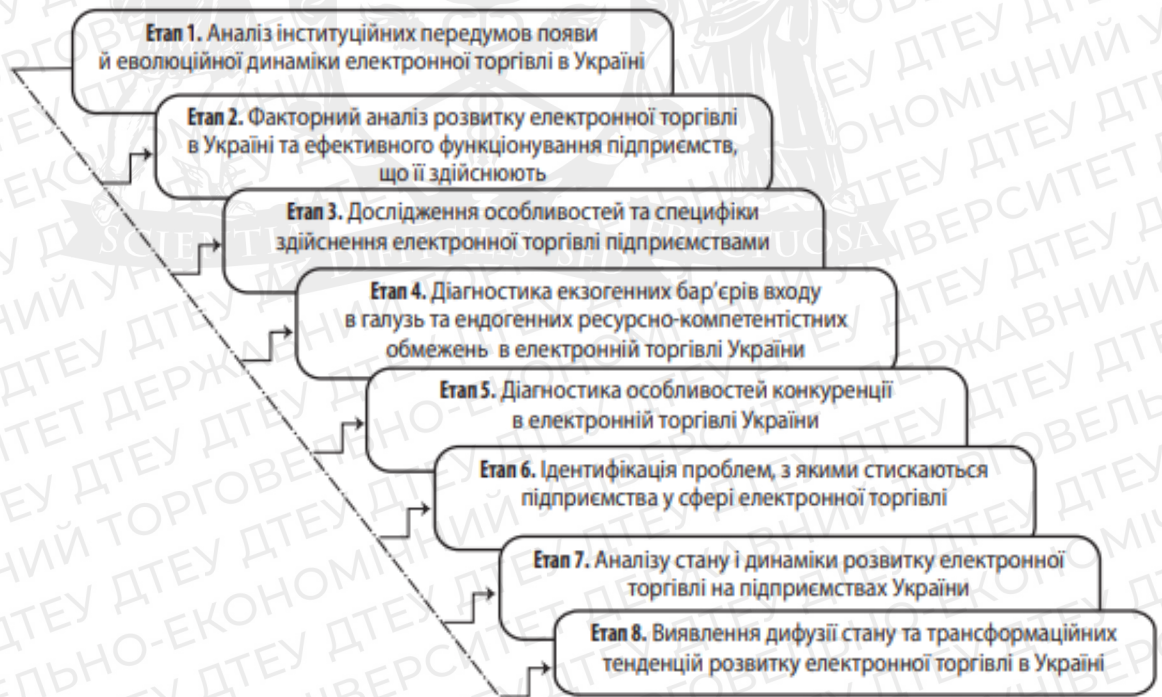 Етап 1. Аналіз інституційних передумов появи
й еволюційної динаміки електронної торгівлі в Україні
Етап 2. Факторний аналіз розвитку електронної торгівлі
в Україні та ефективного функціонування підприємств,
що її здійснюють
Етап 3. Дослідження особливостей та специфіки
здійснення електронної торгівлі підприємствами
Етап 4. Діагностика екзогенних бар’єрів входу
в галузь та ендогенних ресурсно-компетентістних
обмежень в електронній торгівлі України
Етап 5. Діагностика особливостей конкуренції
в електронній торгівлі України
Етап 6. Ідентифікація проблем, з якими стискаються
підприємства у сфері електронної торгівлі
Етап 7. Аналізу стану і динаміки розвитку електронної
торгівлі на підприємствах України
Етап 8. Виявлення дифузії стану та трансформаційних
тенденцій розвитку електронної торгівлі в Україні